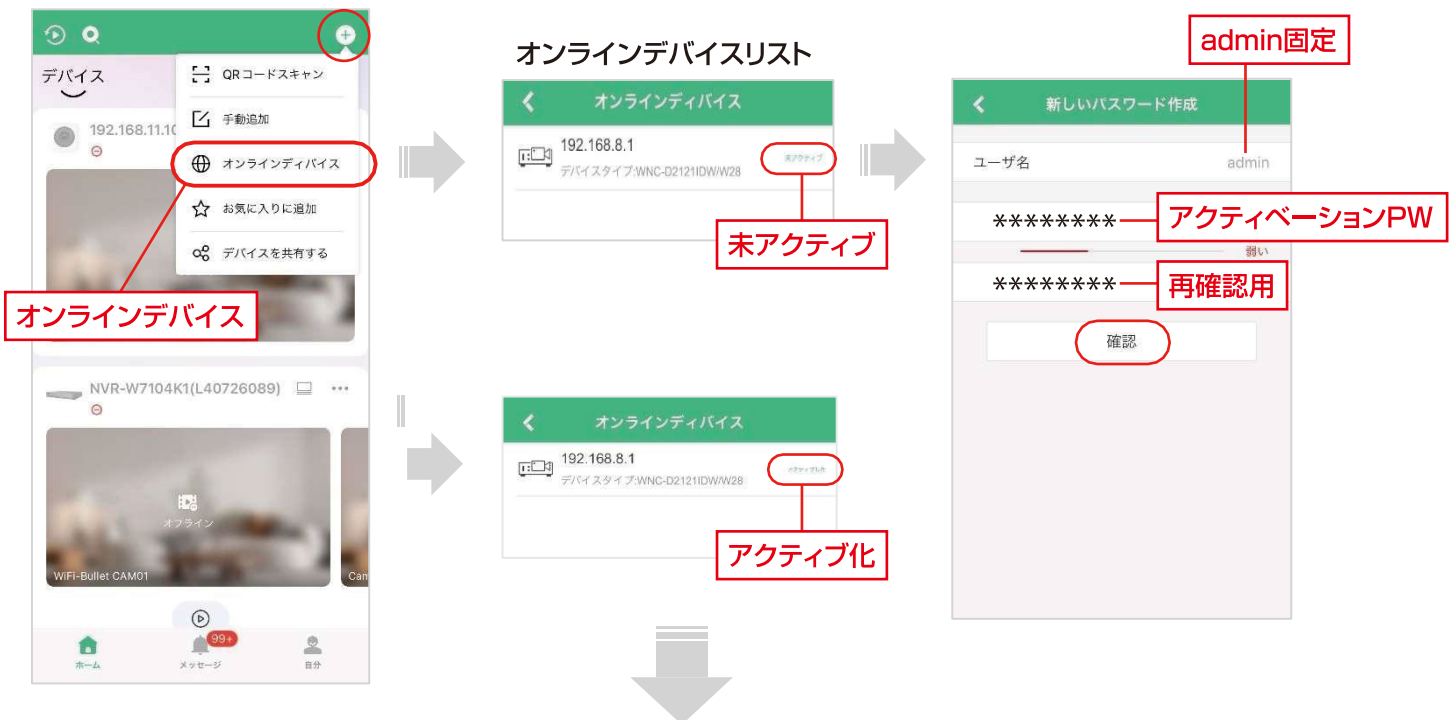 デバイス
192.168.11.10
QRコードスキャン
手動追加
オンラインディバイス
お気に入りに追加
デバイスを共有する
オンラインデバイス
NVR-W7104K1(L40726089)
オフライン
WiFi-Bullet CAM01
Can
99+
ホーム
メッセージ
自分
オンラインデバイスリスト
オンラインディバイス
192.168.8.1
デバイスタイプ:WNC-D2121IDW/W28
未アクティブ
未アクティブ
オンラインディバイス
192.168.8.1
デバイスタイプ:WNC-D2121IDW/W28
アクティブ化
admin固定
新しいパスワード作成
ユーザ名
admin
********
アクティベーションPW
弱い
********
再確認用
確認